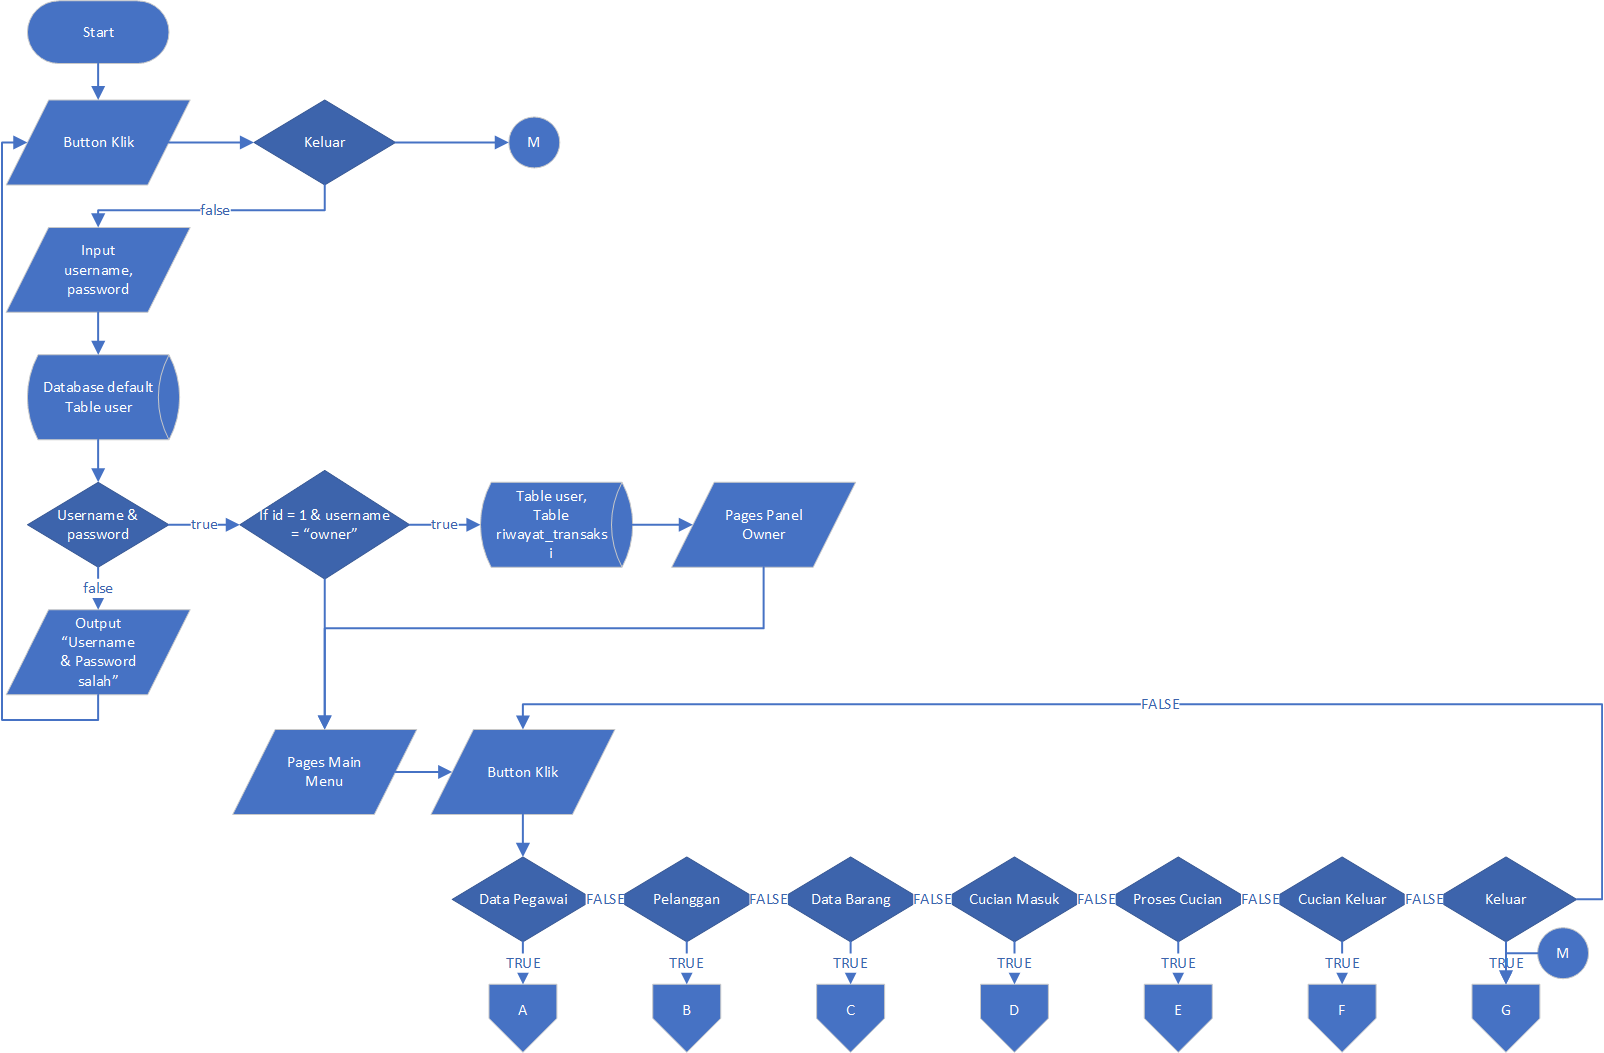 Start
Button Klik
Keluar
M
false
Input
username,
password
Database default
Table user
Username &
password
true
If id = 1 & username
= “owner”
true
Table user,
Table
riwayat_transaks
i
Pages Panel
Owner
false
Output
“Username
& Password
salah”
FALSE
Pages Main
Menu
Button Klik
Data Pegawai
FALSE
Pelanggan
FALSE
Data Barang
FALSE
Cucian Masuk
FALSE
Proses Cucian
FALSE
Cucian Keluar
FALSE
Keluar
TRUE
TRUE
TRUE
TRUE
TRUE
TRUE
TRUE
M
A
B
C
D
E
F
G